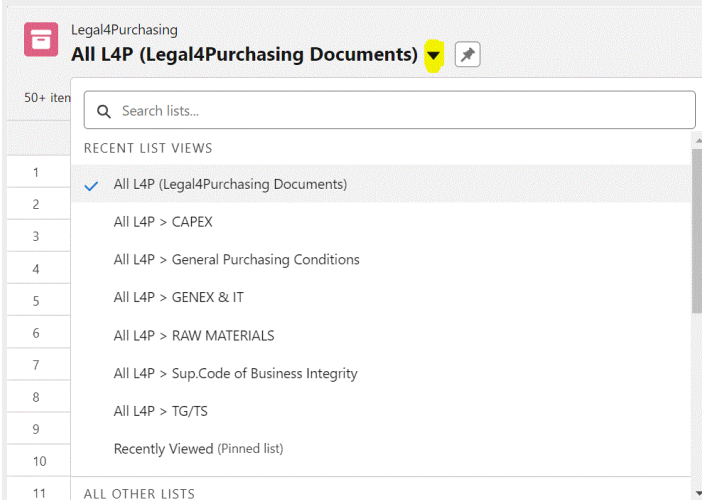 Legal4Purchasing
All L4P (Legal4Purchasing Documents)
50+ iten
Search lists...
RECENT LIST VIEWS
1
All L4P (Legal4Purchasing Documents)
2
All L4P > CAPEX
3
All L4P > General Purchasing Conditions
4
All L4P > GENEX & IT
5
6
All L4P > RAW MATERIALS
7
All L4P > Sup.Code of Business Integrity
8
All L4P > TG/TS
9
Recently Viewed (Pinned list)
10
11
ALL OTHER LISTS